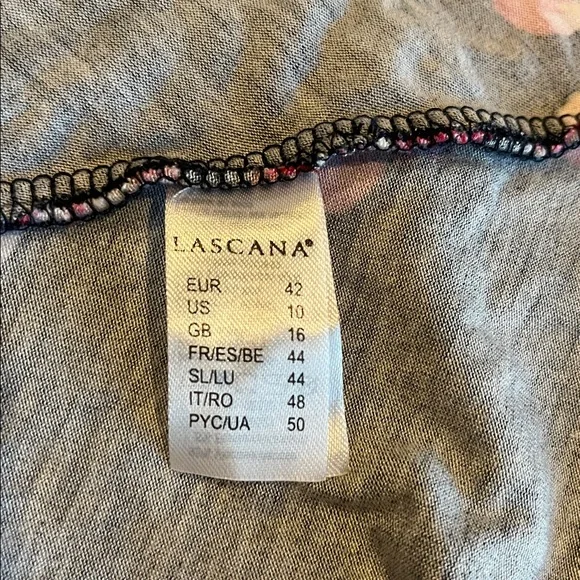 LASCANA®
EUR 42
US 10
GB 16
FR/ES/BE 44
SL/LU 44
IT/RO 48
PYC/UA 50